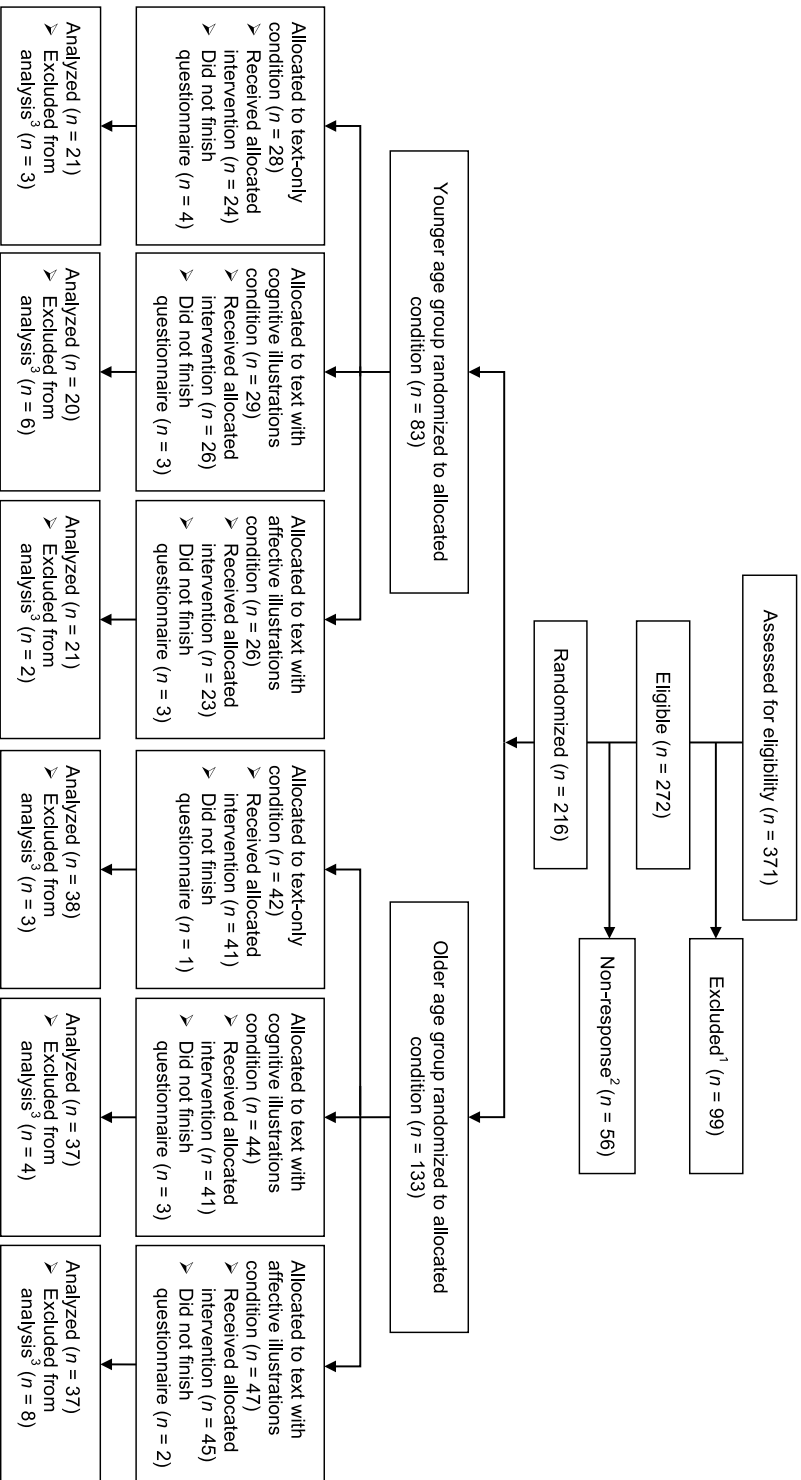 Assessed for eligibility (n = 371)
Excluded1 (n = 99)
Eligible (n = 272)
Non-response2 (n = 56)
Randomized (n = 216)
Younger age group randomized to allocated
condition (n = 83)
Older age group randomized to allocated
condition (n = 133)
Allocated to text-only
condition (n = 28)
➢ Received allocated
intervention (n = 24)
➢ Did not finish
questionnaire (n = 4)
Allocated to text with
cognitive illustrations
condition (n = 29)
➢ Received allocated
intervention (n = 26)
➢ Did not finish
questionnaire (n = 3)
Allocated to text with
affective illustrations
condition (n = 26)
➢ Received allocated
intervention (n = 23)
➢ Did not finish
questionnaire (n = 3)
Allocated to text-only
condition (n = 42)
➢ Received allocated
intervention (n = 41)
➢ Did not finish
questionnaire (n = 1)
Allocated to text with
cognitive illustrations
condition (n = 44)
➢ Received allocated
intervention (n = 41)
➢ Did not finish
questionnaire (n = 3)
Allocated to text with
affective illustrations
condition (n = 47)
➢ Received allocated
intervention (n = 45)
➢ Did not finish
questionnaire (n = 2)
Analyzed (n = 21)
➢ Excluded from
analysis3 (n = 3)
Analyzed (n = 20)
➢ Excluded from
analysis3 (n = 6)
Analyzed (n = 21)
➢ Excluded from
analysis3 (n = 2)
Analyzed (n = 38)
➢ Excluded from
analysis3 (n = 3)
Analyzed (n = 37)
➢ Excluded from
analysis3 (n = 4)
Analyzed (n = 37)
➢ Excluded from
analysis3 (n = 8)